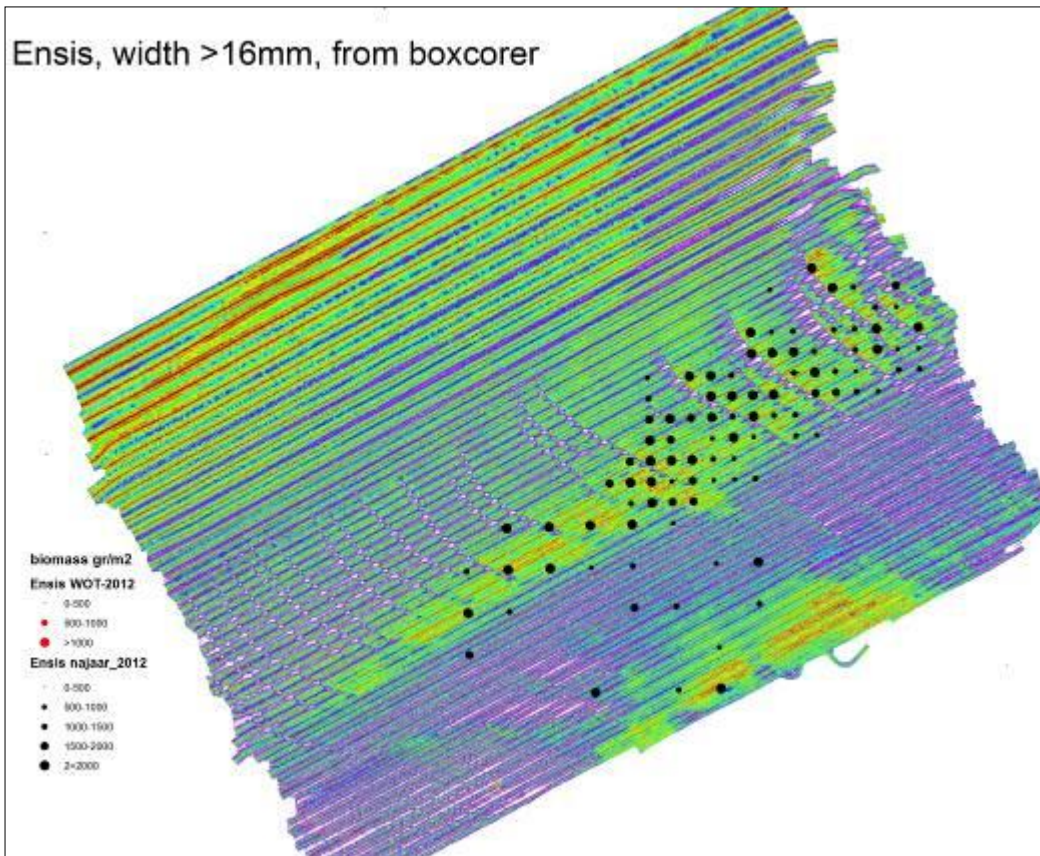 Ensis, width >16mm, from boxcorer
biomass gr/m2
Ensis WOT-2012
0-500
500-1000
>1000
Ensis najaar_2012
0-500
500-1000
1000-1500
1500-2000
2>2000